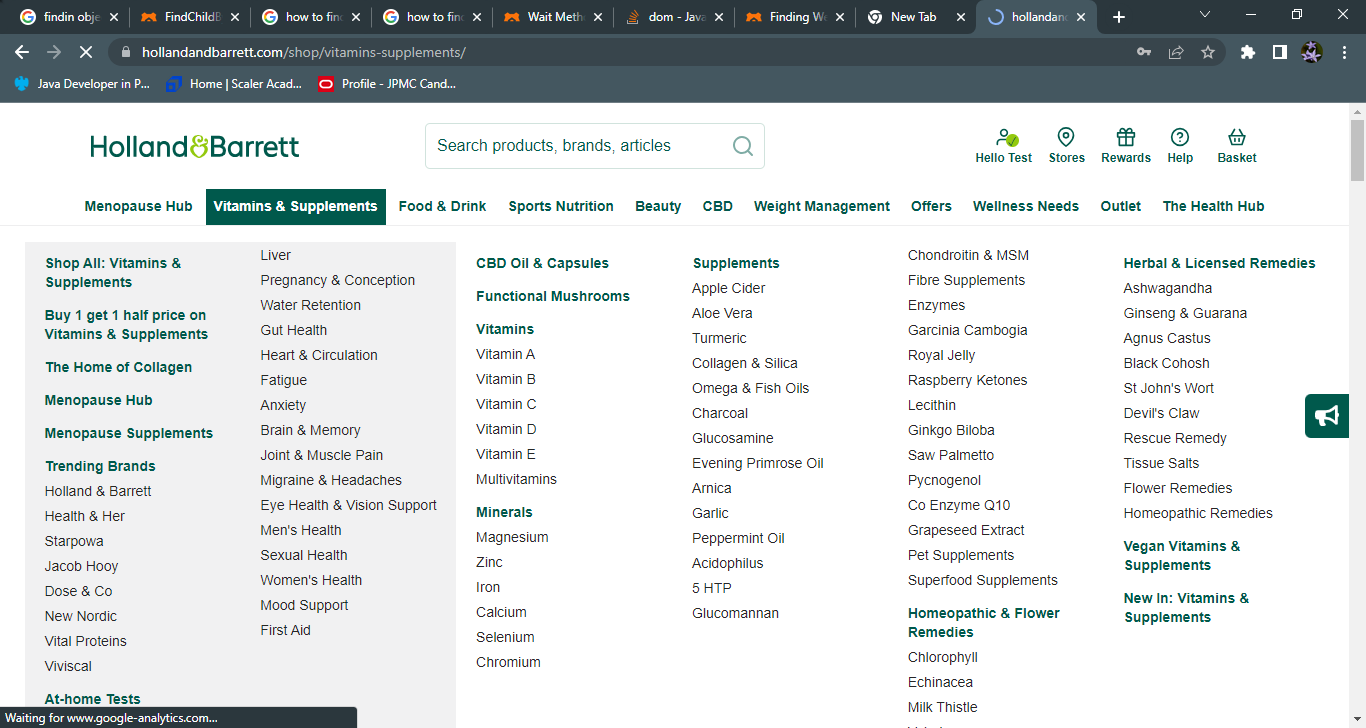 findin obje
FindChildB
how to find
how to find
Wait Meth
dom - Java
Finding We
New Tab
hollandand
hollandandbarrett.com/shop/vitamins-supplements/
Java Developer in P...
Home | Scaler Acad...
Profile - JPMC Cand...
Holland&Barrett
Search products, brands, articles
Hello Test
Stores
Rewards
Help
Basket
Menopause Hub
Vitamins & Supplements
Food & Drink
Sports Nutrition
Beauty
CBD
Weight Management
Offers
Wellness Needs
Outlet
The Health Hub
Shop All: Vitamins &
Supplements
Buy 1 get 1 half price on
Vitamins & Supplements
The Home of Collagen
Menopause Hub
Menopause Supplements
Trending Brands
Holland & Barrett
Health & Her
Starpowa
Jacob Hooy
Dose & Co
New Nordic
Vital Proteins
Viviscal
At-home Tests
Liver
Pregnancy & Conception
Water Retention
Gut Health
Heart & Circulation
Fatigue
Anxiety
Brain & Memory
Joint & Muscle Pain
Migraine & Headaches
Eye Health & Vision Support
Men's Health
Sexual Health
Women's Health
Mood Support
First Aid
CBD Oil & Capsules
Functional Mushrooms
Vitamins
Vitamin A
Vitamin B
Vitamin C
Vitamin D
Vitamin E
Multivitamins
Minerals
Magnesium
Zinc
Iron
Calcium
Selenium
Chromium
Supplements
Apple Cider
Aloe Vera
Turmeric
Collagen & Silica
Omega & Fish Oils
Charcoal
Glucosamine
Evening Primrose Oil
Arnica
Garlic
Peppermint Oil
Acidophilus
5 HTP
Glucomannan
Chondroitin & MSM
Fibre Supplements
Enzymes
Garcinia Cambogia
Royal Jelly
Raspberry Ketones
Lecithin
Ginkgo Biloba
Saw Palmetto
Pycnogenol
Co Enzyme Q10
Grapeseed Extract
Pet Supplements
Superfood Supplements
Homeopathic & Flower
Remedies
Chlorophyll
Echinacea
Milk Thistle
Herbal & Licensed Remedies
Ashwagandha
Ginseng & Guarana
Agnus Castus
Black Cohosh
St John's Wort
Devil's Claw
Rescue Remedy
Tissue Salts
Flower Remedies
Homeopathic Remedies
Vegan Vitamins &
Supplements
New In: Vitamins &
Supplements
Waiting for www.google-analytics.com...